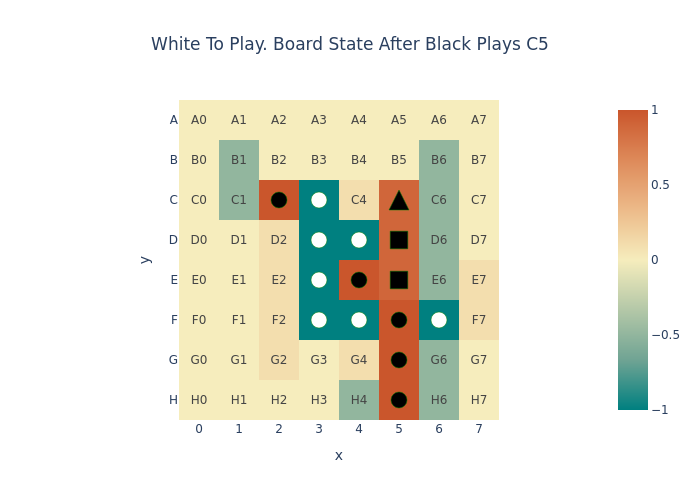 White To Play. Board State After Black Plays C5
A A0 A1 A2 A3 A4 A5 A6 A7
B B0 B1 B2 B3 B4 B5 B6 B7
C C0 C1 C4 C6 C7
D D0 D1 D2 D6 D7
E E0 E1 E2 E6 E7
F F0 F1 F2 F7
G G0 G1 G2 G3 G4 G6 G7
H H0 H1 H2 H3 H4 H6 H7
0 1 2 3 4 5 6 7
x
y
1
0.5
0
−0.5
−1